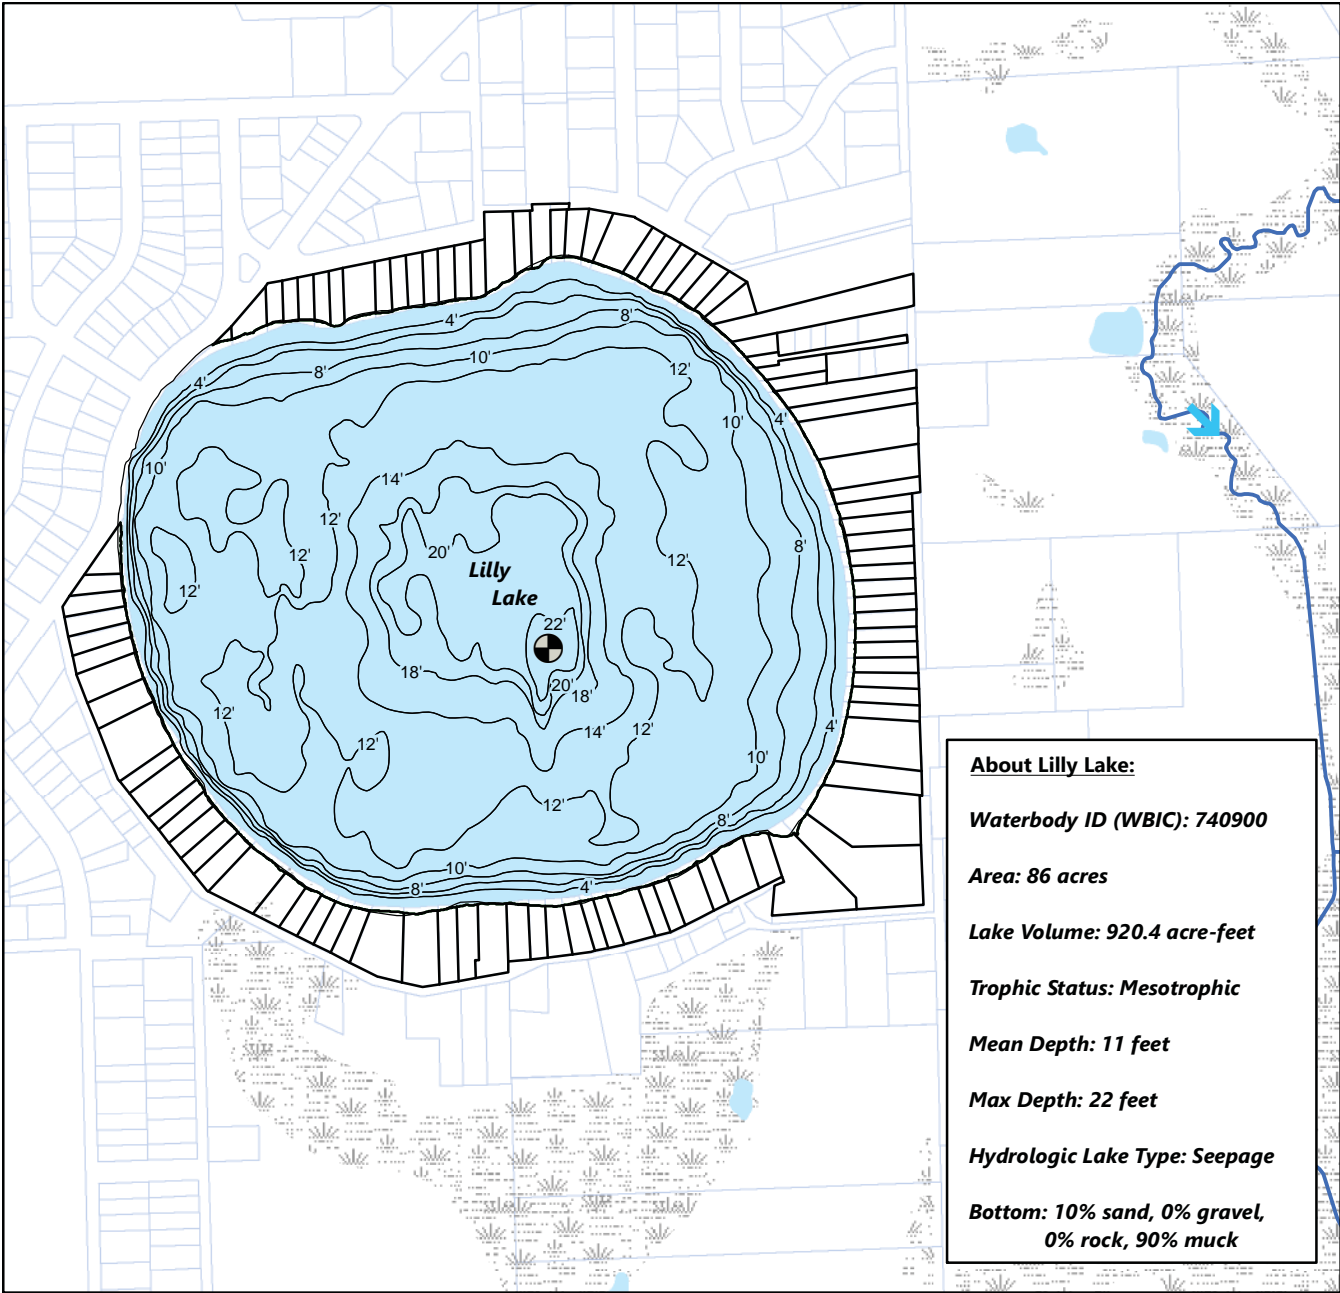 4'
8'
10'
12'
8'
4'
10'
4'
10'
14'
12'
8'
20'
12'
12'
Lilly
12'
Lake
22'
18'
20'
18'
12'
4'
12'
14'
12'
10'
12'
8'
10'
4'
8'
About Lilly Lake:
Waterbody ID (WBIC): 740900
Area: 86 acres
Lake Volume: 920.4 acre-feet
Trophic Status: Mesotrophic
Mean Depth: 11 feet
Max Depth: 22 feet
Hydrologic Lake Type: Seepage
Bottom: 10% sand, 0% gravel,
0% rock, 90% muck